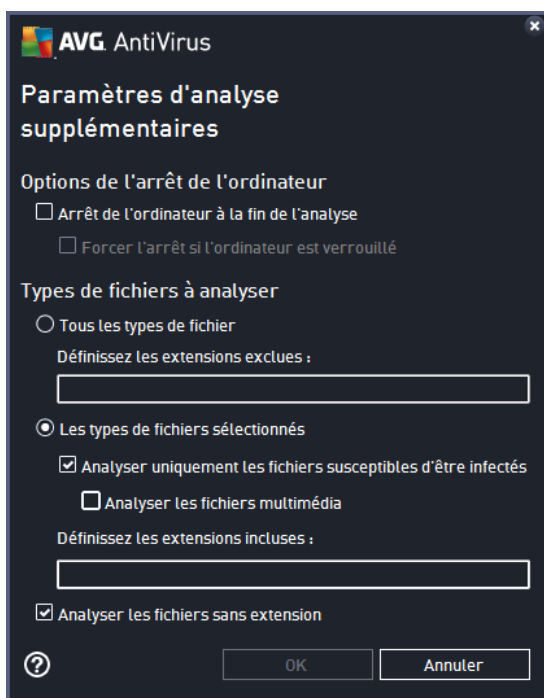 AVG. AntiVirus
Paramètres d'analyse
supplémentaires
Options de l'arrêt de l'ordinateur
Arrêt de l'ordinateur à la fin de l'analyse
Forcer l'arrêt si l'ordinateur est verrouillé
Types de fichiers à analyser
Tous les types de fichier
Définissez les extensions exclues :
Les types de fichiers sélectionnés
Analyser uniquement les fichiers susceptibles d'être infectés
Analyser les fichiers multimédia
Définissez les extensions incluses :
Analyser les fichiers sans extension
OK
Annuler